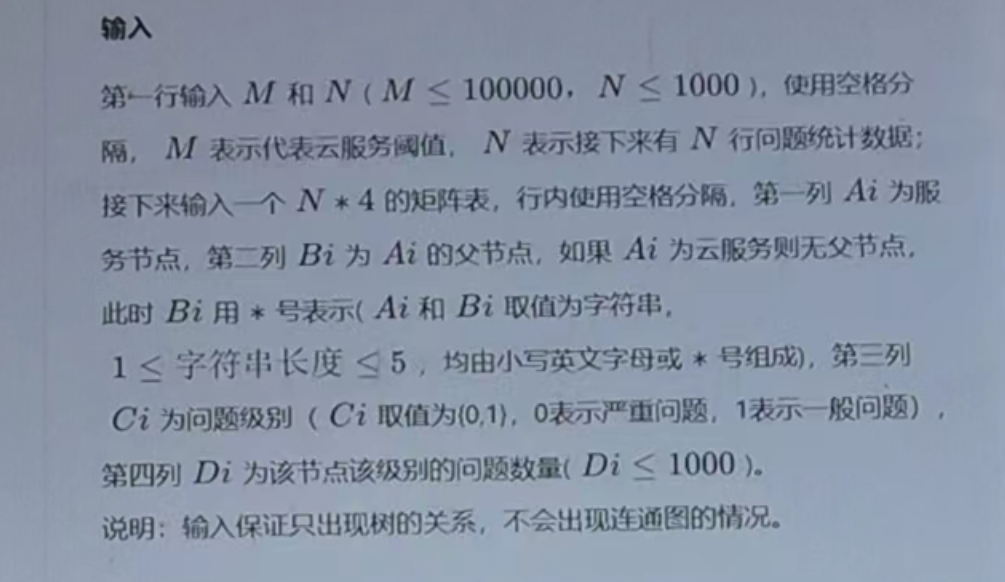 输入
第一行输入 M 和 N ( M ≤ 100000, N ≤ 1000 ), 使用空格分
隔, M 表示代表云服务阈值, N 表示接下来有 N 行问题统计数据;
接下来输入一个 N * 4 的矩阵表, 行内使用空格分隔, 第一列 Ai 为服
务节点, 第二列 Bi 为 Ai 的父节点, 如果 Ai 为云服务则无父节点,
此时 Bi 用 * 号表示( Ai 和 Bi 取值为字符串,
1 ≤ 字符串长度 ≤ 5 , 均由小写英文字母或 * 号组成), 第三列
Ci 为问题级别 ( Ci 取值为{0,1}, 0表示严重问题, 1表示一般问题) ,
第四列 Di 为该节点该级别的问题数量( Di ≤ 1000 )。
说明: 输入保证只出现树的关系, 不会出现连通图的情况。